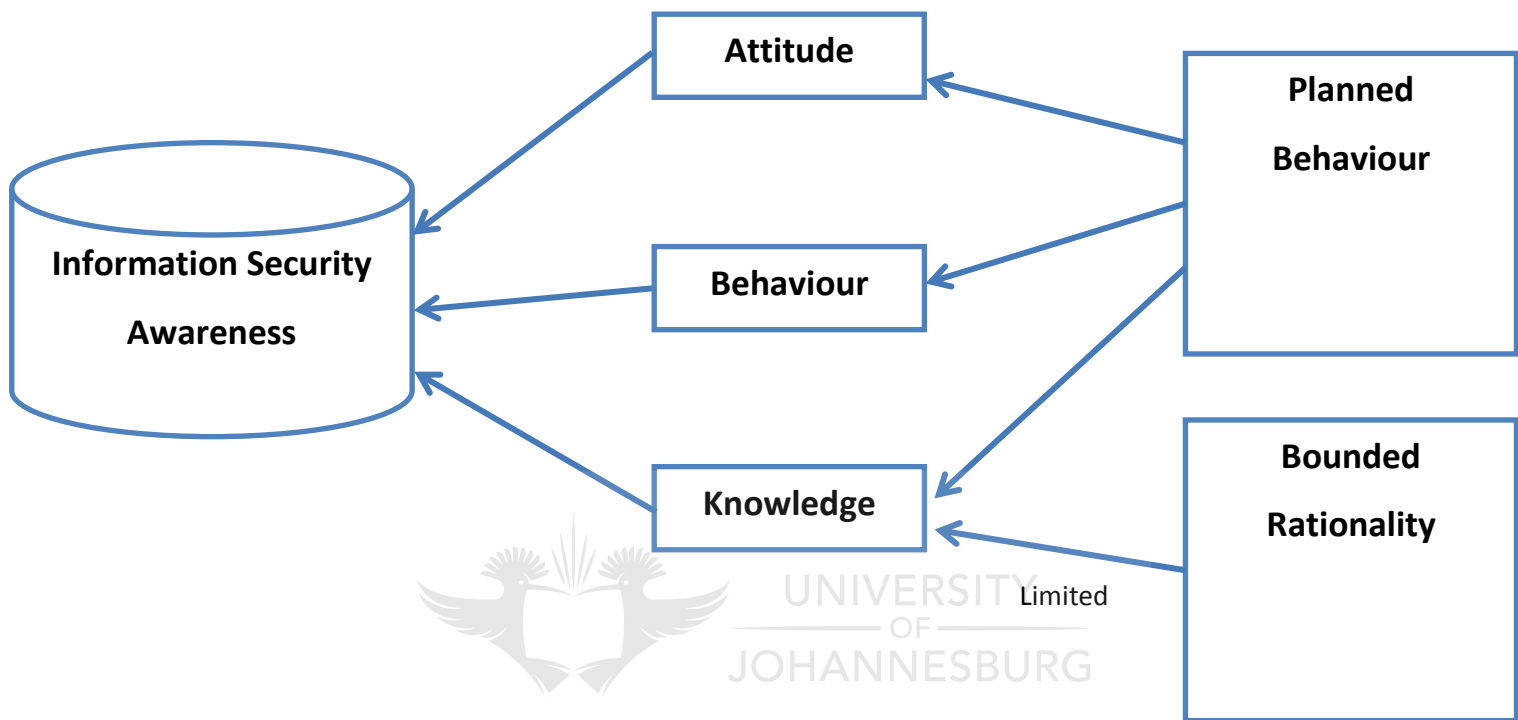 Attitude
Planned
Behaviour
Information Security
Awareness
Behaviour
Knowledge
Bounded
Rationality
Limited
UNIVERSITY
OF
JOHANNESBURG